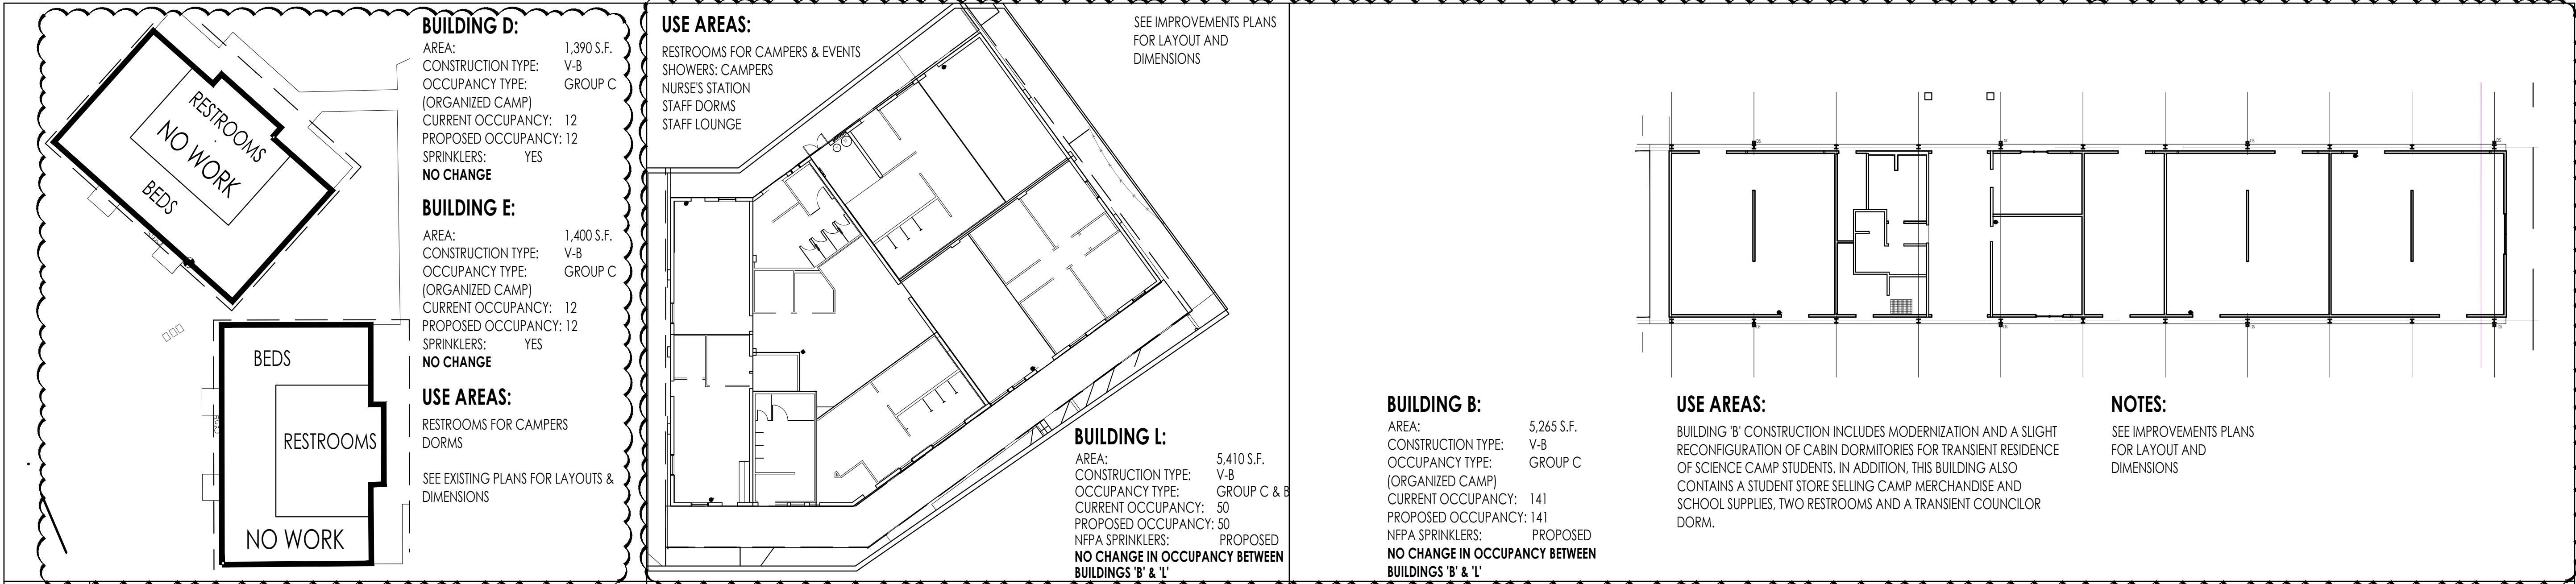 RESTROOMS
NO WORK
BEDS
BEDS
RESTROOMS
NO WORK
BUILDING D:
AREA: 1,390 S.F.
CONSTRUCTION TYPE: V-B
OCCUPANCY TYPE: GROUP C
(ORGANIZED CAMP)
CURRENT OCCUPANCY: 12
PROPOSED OCCUPANCY: 12
SPRINKLERS: YES
NO CHANGE
BUILDING E:
AREA: 1,400 S.F.
CONSTRUCTION TYPE: V-B
OCCUPANCY TYPE: GROUP C
(ORGANIZED CAMP)
CURRENT OCCUPANCY: 12
PROPOSED OCCUPANCY: 12
SPRINKLERS: YES
NO CHANGE
USE AREAS:
RESTROOMS FOR CAMPERS
DORMS
SEE EXISTING PLANS FOR LAYOUTS &
DIMENSIONS
USE AREAS:
RESTROOMS FOR CAMPERS & EVENTS
SHOWERS: CAMPERS
NURSE'S STATION
STAFF DORMS
STAFF LOUNGE
SEE IMPROVEMENTS PLANS
FOR LAYOUT AND
DIMENSIONS
BUILDING L:
AREA: 5,410 S.F.
CONSTRUCTION TYPE: V-B
OCCUPANCY TYPE: GROUP C & B
CURRENT OCCUPANCY: 50
PROPOSED OCCUPANCY: 50
NFPA SPRINKLERS: PROPOSED
NO CHANGE IN OCCUPANCY BETWEEN
BUILDINGS 'B' & 'L'
BUILDING B:
AREA: 5,265 S.F.
CONSTRUCTION TYPE: V-B
OCCUPANCY TYPE: GROUP C
(ORGANIZED CAMP)
CURRENT OCCUPANCY: 141
PROPOSED OCCUPANCY: 141
NFPA SPRINKLERS: PROPOSED
NO CHANGE IN OCCUPANCY BETWEEN
BUILDINGS 'B' & 'L'
USE AREAS:
BUILDING 'B' CONSTRUCTION INCLUDES MODERNIZATION AND A SLIGHT
RECONFIGURATION OF CABIN DORMITORIES FOR TRANSIENT RESIDENCE
OF SCIENCE CAMP STUDENTS. IN ADDITION, THIS BUILDING ALSO
CONTAINS A STUDENT STORE SELLING CAMP MERCHANDISE AND
SCHOOL SUPPLIES, TWO RESTROOMS AND A TRANSIENT COUNCILOR
DORM.
NOTES:
SEE IMPROVEMENTS PLANS
FOR LAYOUT AND
DIMENSIONS